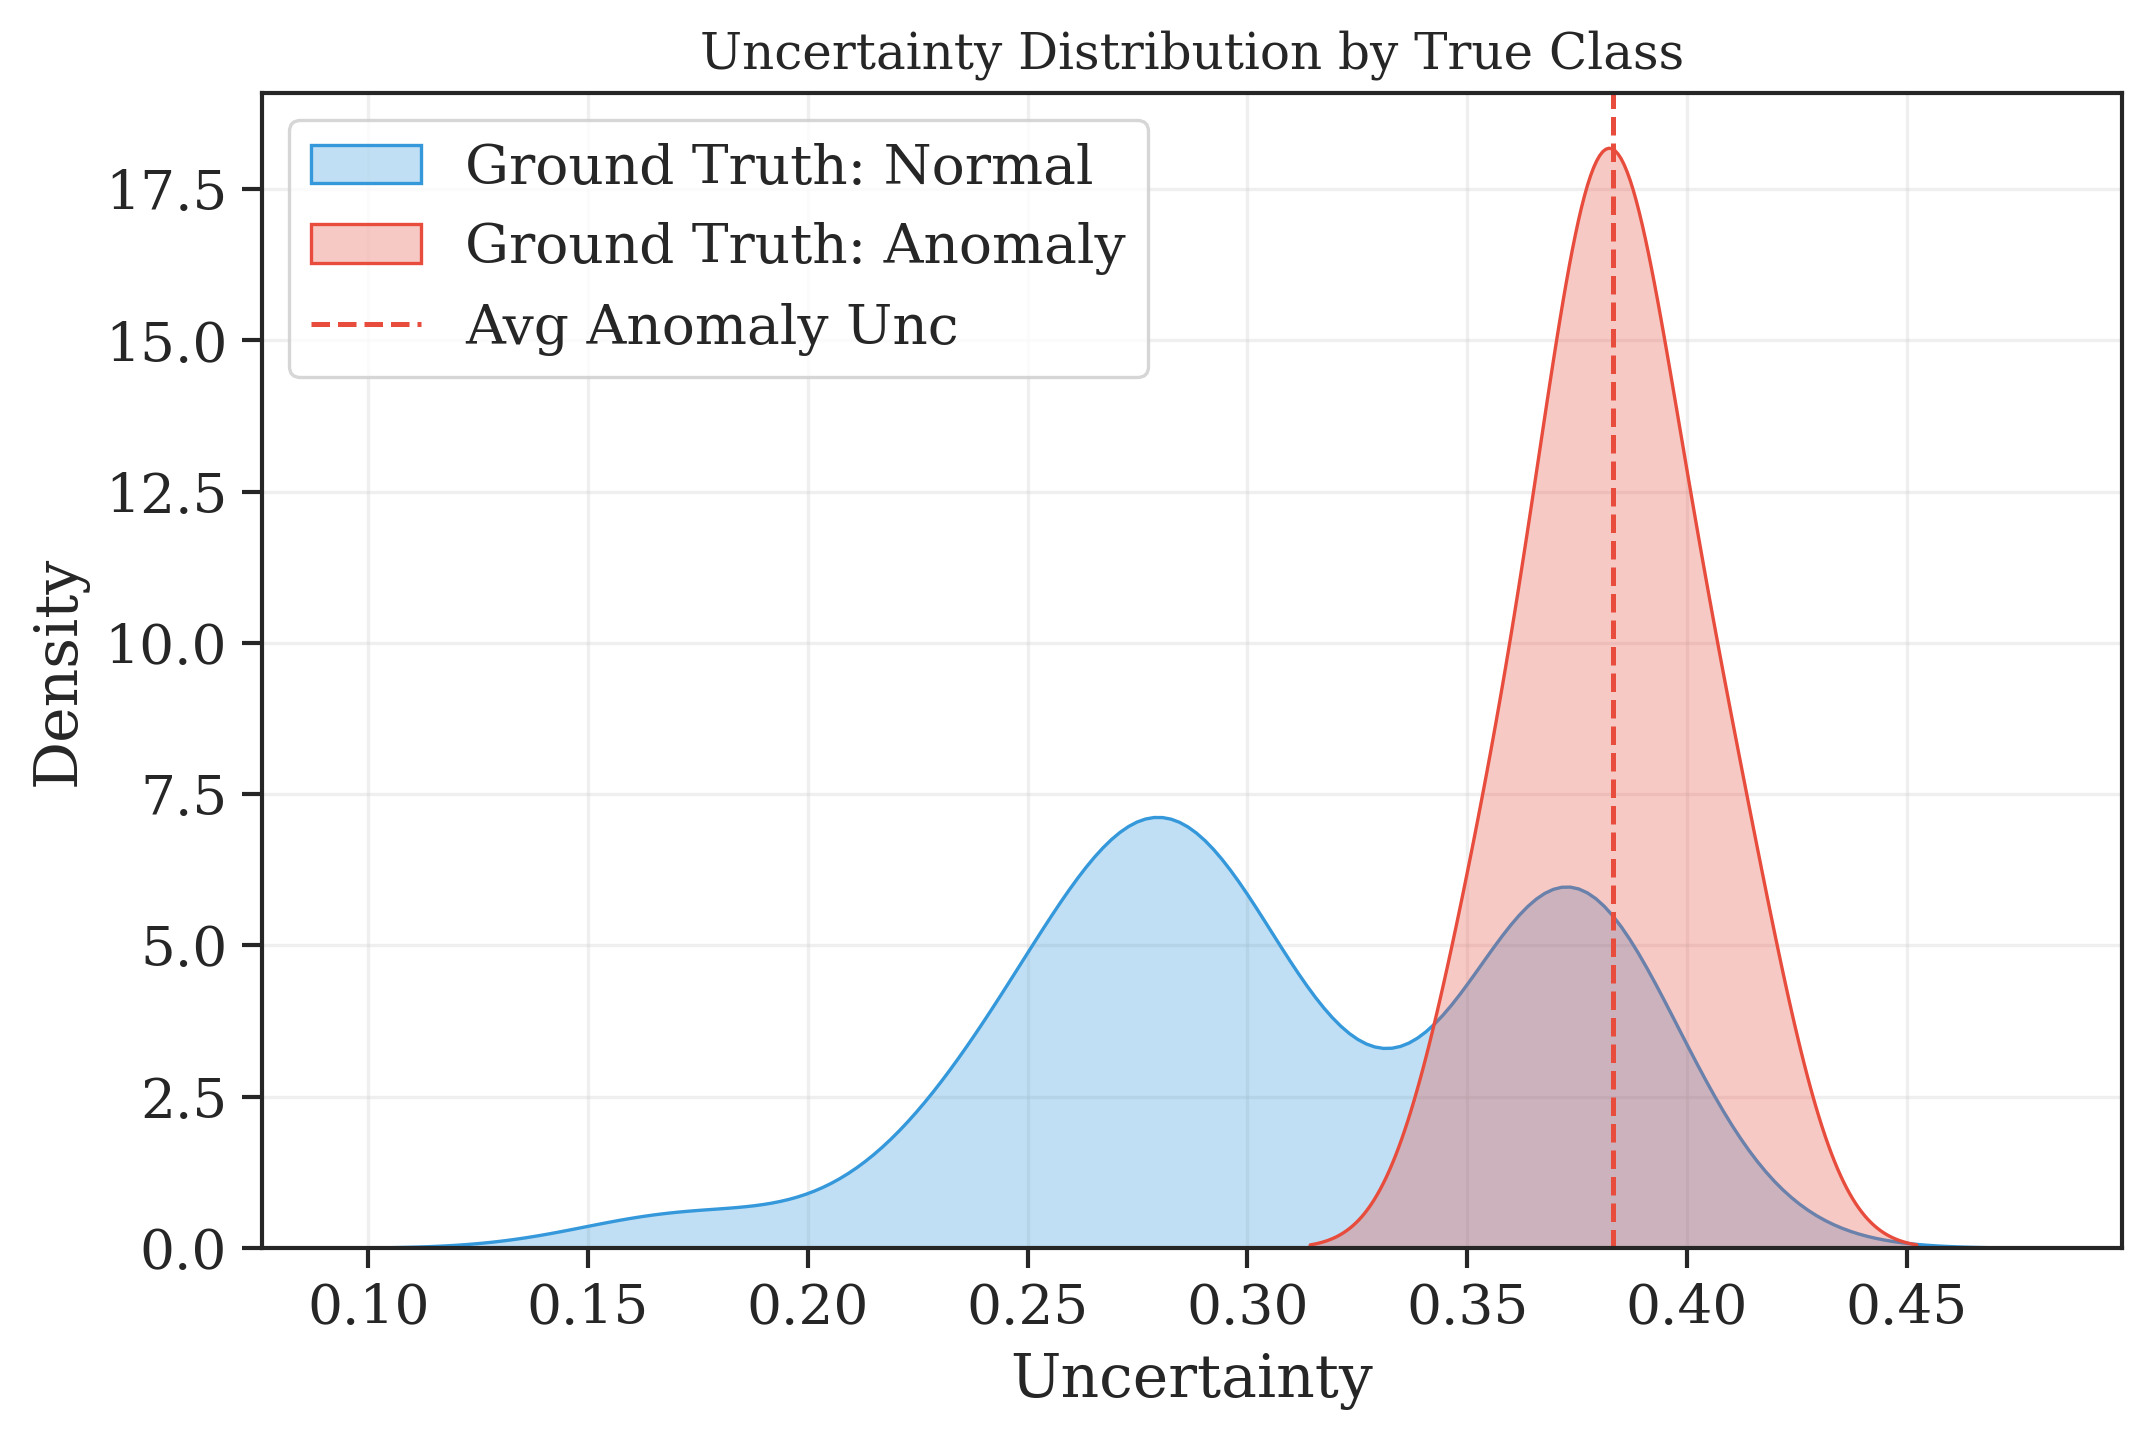 Uncertainty Distribution by True Class
Ground Truth: Normal
Ground Truth: Anomaly
Avg Anomaly Unc
Density
17.5
15.0
12.5
10.0
7.5
5.0
2.5
0.0
0.10 0.15 0.20 0.25 0.30 0.35 0.40 0.45
Uncertainty